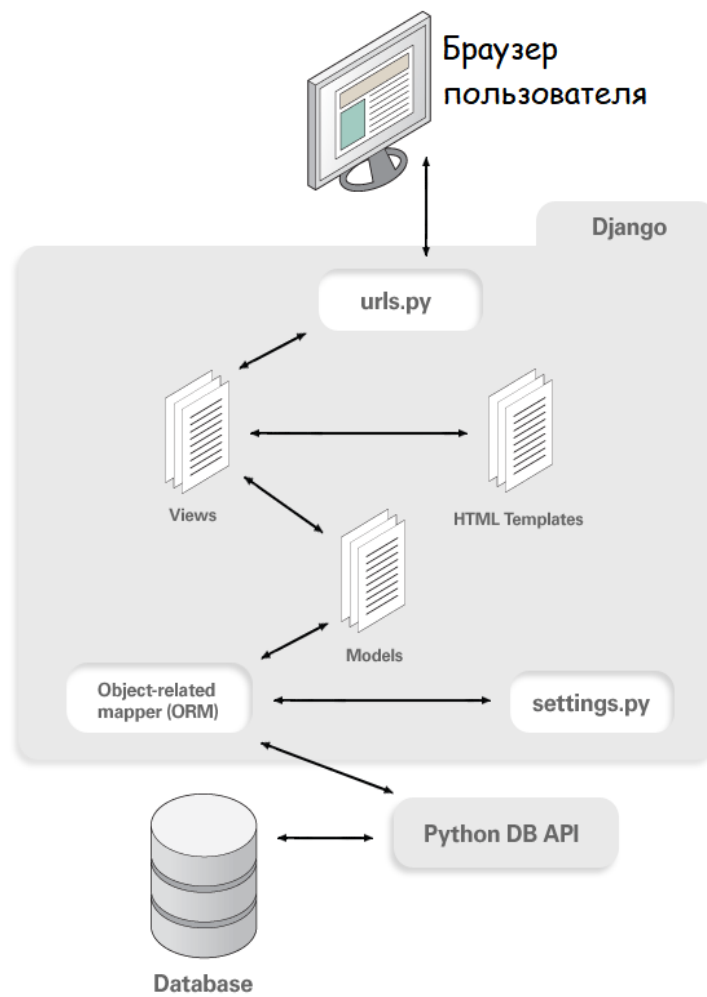 Браузер
пользователя
Django
urls.py
Views
HTML Templates
Models
Object-related
mapper (ORM)
settings.py
Python DB API
Database